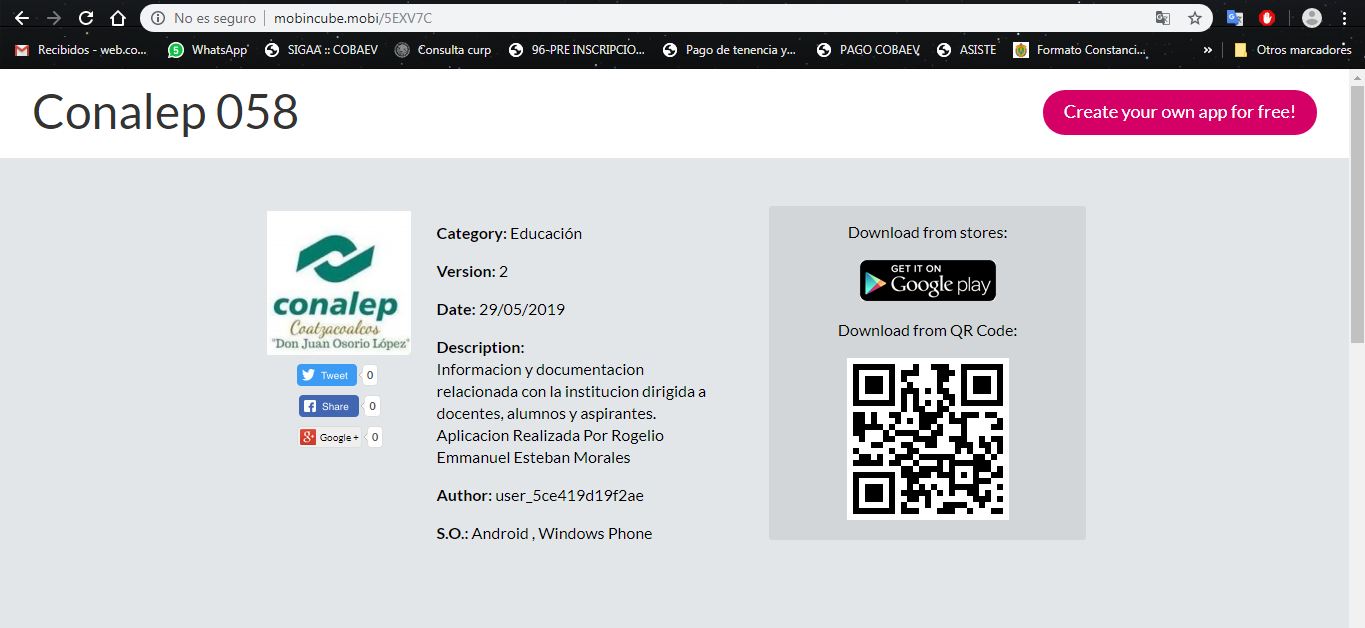 No es seguro | mobincube.mobi/5EXV7C
Recibidos - web.co... WhatsApp SIGAA :: COBAEV Consulta curp 96-PRE INSCRIPCIO... Pago de tenencia y... PAGO COBAEV ASISTE Formato Constanci... » Otros marcadores
Conalep 058
Create your own app for free!
conalep
Coatzacoalcos
"Don Juan Osorio López"
Tweet 0
Share 0
Google + 0
Category: Educación
Version: 2
Date: 29/05/2019
Description:
Informacion y documentacion
relacionada con la institucion dirigida a
docentes, alumnos y aspirantes.
Aplicacion Realizada Por Rogelio
Emmanuel Esteban Morales
Author: user_5ce419d19f2ae
S.O.: Android , Windows Phone
Download from stores:
GET IT ON
Google play
Download from QR Code: